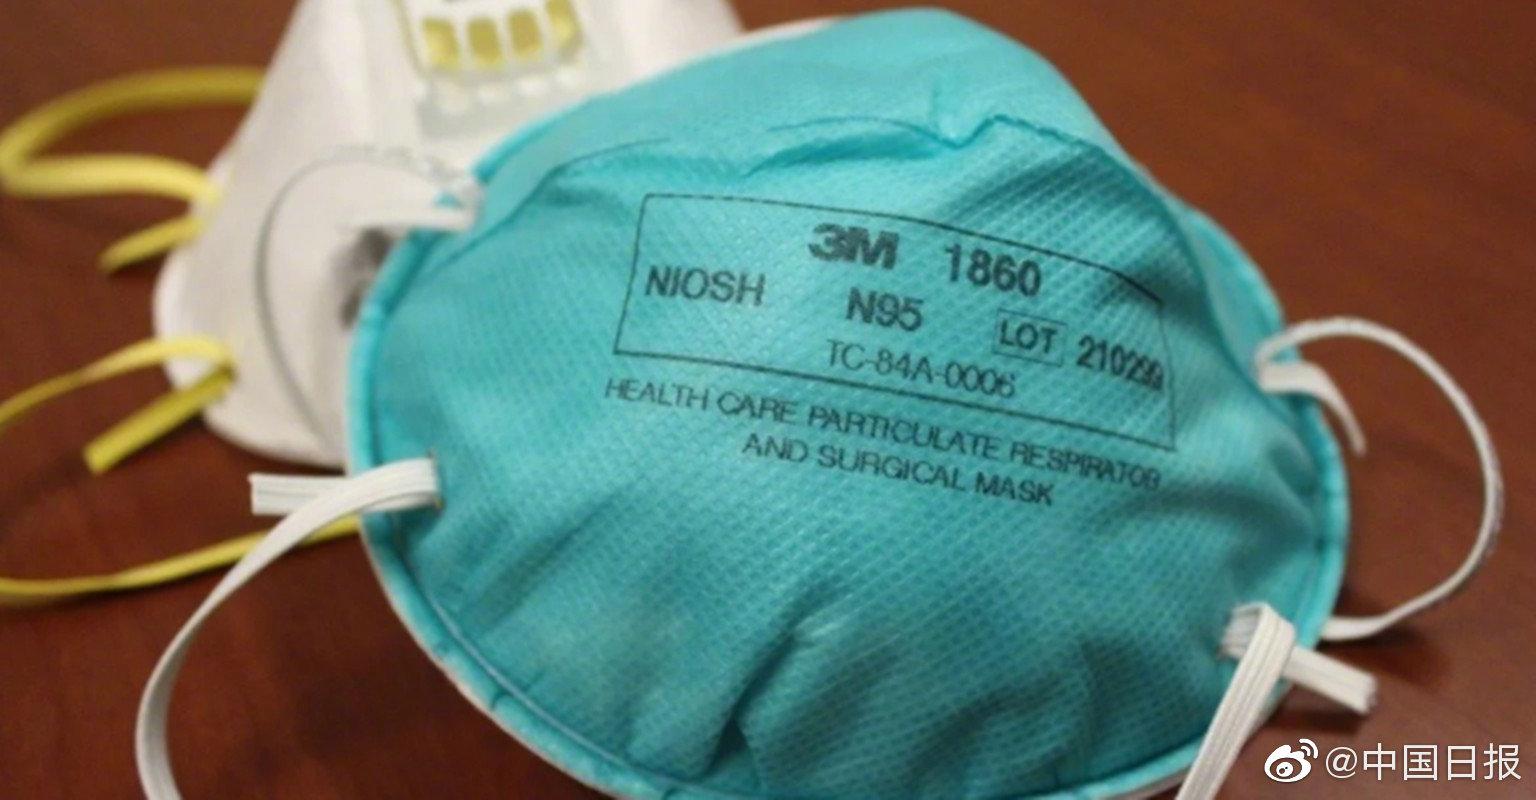 3M 1860
NIOSH N95 LOT 210299
TC-84A-0006
HEALTH CARE PARTICULATE RESPIRATOR
AND SURGICAL MASK
@中国日报